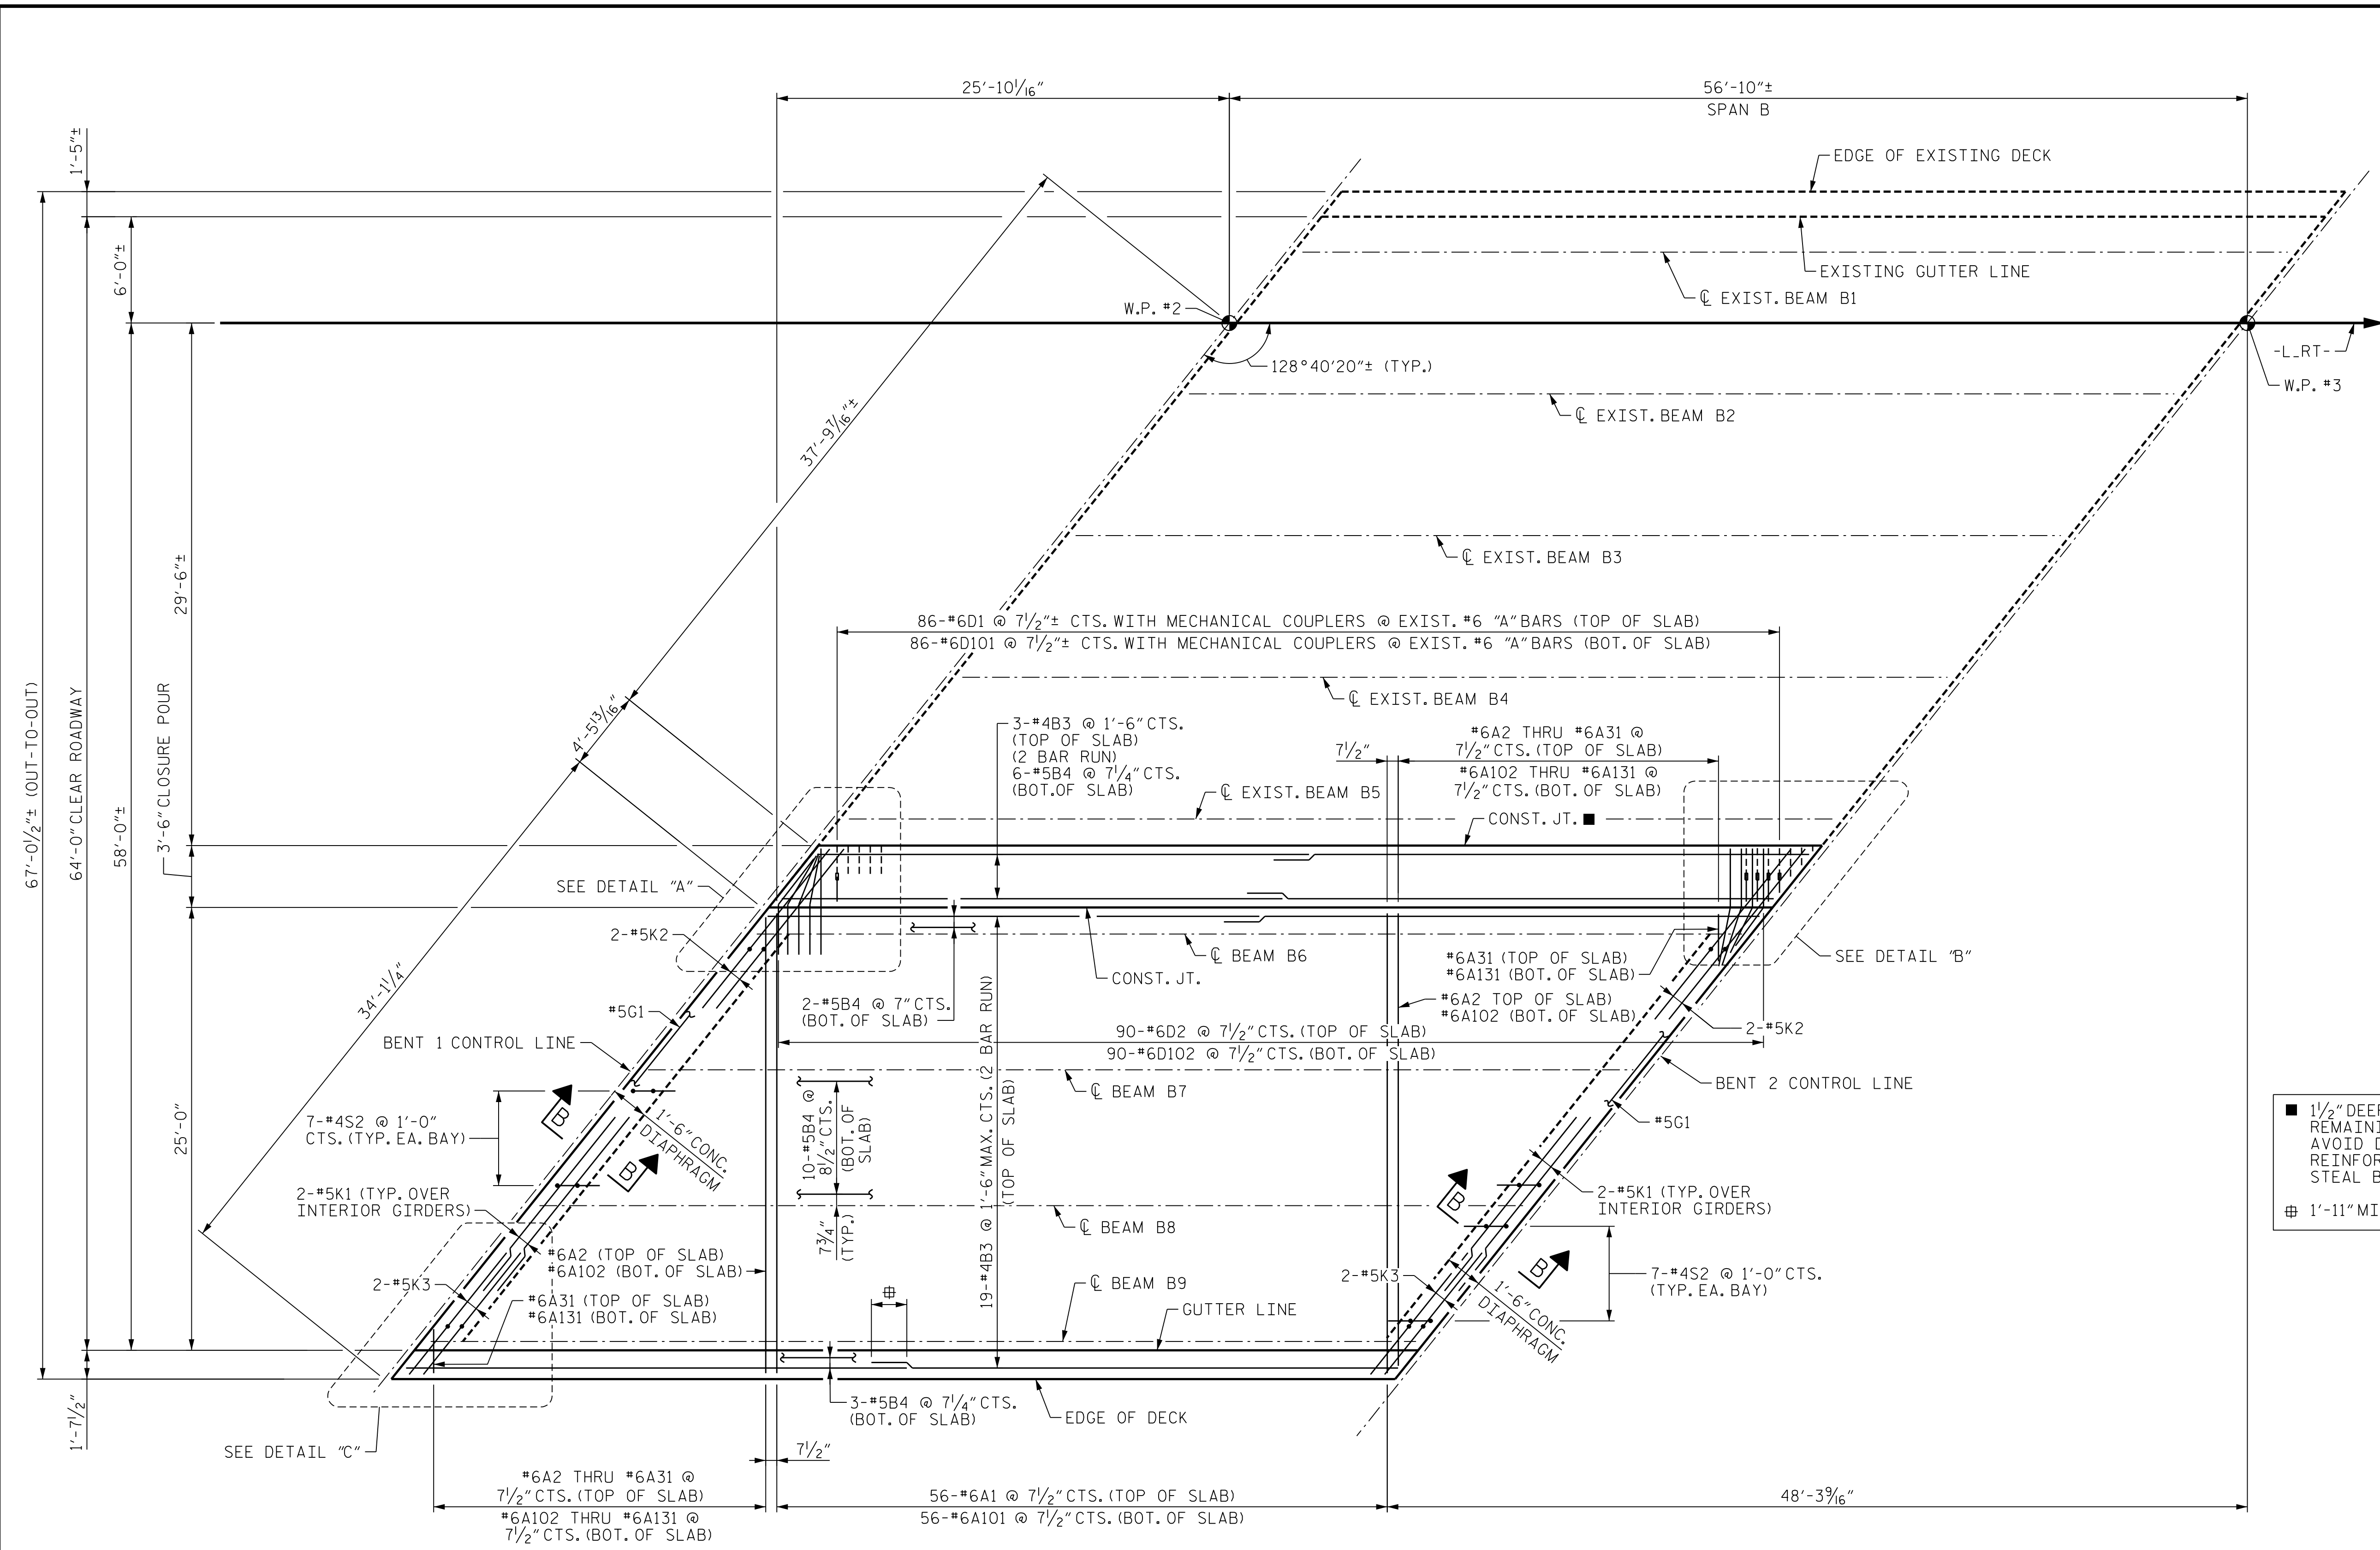 25'-10 1/16"
56'-10"±
SPAN B
1'-5"±
EDGE OF EXISTING DECK
6'-0"±
EXISTING GUTTER LINE
℄ EXIST. BEAM B1
W.P. #2
-L_RT-
128°40'20"± (TYP.)
W.P. #3
℄ EXIST. BEAM B2
37'-9 7/16"±
℄ EXIST. BEAM B3
29'-6"±
86-#6D1 @ 7 1/2"± CTS. WITH MECHANICAL COUPLERS @ EXIST. #6 "A" BARS (TOP OF SLAB)
86-#6D101 @ 7 1/2"± CTS. WITH MECHANICAL COUPLERS @ EXIST. #6 "A" BARS (BOT. OF SLAB)
67'-0 1/2"± (OUT-TO-OUT)
64'-0" CLEAR ROADWAY
58'-0"±
3'-6" CLOSURE POUR
℄ EXIST. BEAM B4
4'-5 13/16"
3-#4B3 @ 1'-6" CTS.
(TOP OF SLAB)
(2 BAR RUN)
6-#5B4 @ 7 1/4" CTS.
(BOT. OF SLAB)
7 1/2"
#6A2 THRU #6A31 @
7 1/2" CTS. (TOP OF SLAB)
#6A102 THRU #6A131 @
7 1/2" CTS. (BOT. OF SLAB)
℄ EXIST. BEAM B5
CONST. JT. ■
SEE DETAIL "A"
2-#5K2
℄ BEAM B6
CONST. JT.
#6A31 (TOP OF SLAB)
#6A131 (BOT. OF SLAB)
SEE DETAIL "B"
34'-1 1/4"
#5G1
2-#5B4 @ 7" CTS.
(BOT. OF SLAB)
#6A2 TOP OF SLAB)
#6A102 (BOT. OF SLAB)
2-#5K2
90-#6D2 @ 7 1/2" CTS. (TOP OF SLAB)
90-#6D102 @ 7 1/2" CTS. (BOT. OF SLAB)
BENT 1 CONTROL LINE
℄ BEAM B7
BENT 2 CONTROL LINE
25'-0"
7-#4S2 @ 1'-0"
CTS. (TYP. EA. BAY)
B
B
1'-6" CONC.
DIAPHRAGM
10-#5B4 @
8 1/2" CTS.
(BOT. OF
SLAB)
19-#4B3 @ 1'-6" MAX. CTS. (2 BAR RUN)
(TOP OF SLAB)
#5G1
■ 1 1/2" DEEP
REMAINI
AVOID D
REINFOR
STEAL B
⌗ 1'-11" MI
2-#5K1 (TYP. OVER
INTERIOR GIRDERS)
7 3/4"
(TYP.)
℄ BEAM B8
B
B
2-#5K1 (TYP. OVER
INTERIOR GIRDERS)
#6A2 (TOP OF SLAB)
#6A102 (BOT. OF SLAB)
2-#5K3
#6A31 (TOP OF SLAB)
#6A131 (BOT. OF SLAB)
⌗
℄ BEAM B9
GUTTER LINE
2-#5K3
1'-6" CONC.
DIAPHRAGM
7-#4S2 @ 1'-0" CTS.
(TYP. EA. BAY)
1'-7 1/2"
3-#5B4 @ 7 1/4" CTS.
(BOT. OF SLAB)
EDGE OF DECK
SEE DETAIL "C"
7 1/2"
#6A2 THRU #6A31 @
7 1/2" CTS. (TOP OF SLAB)
#6A102 THRU #6A131 @
7 1/2" CTS. (BOT. OF SLAB)
56-#6A1 @ 7 1/2" CTS. (TOP OF SLAB)
56-#6A101 @ 7 1/2" CTS. (BOT. OF SLAB)
48'-3 9/16"